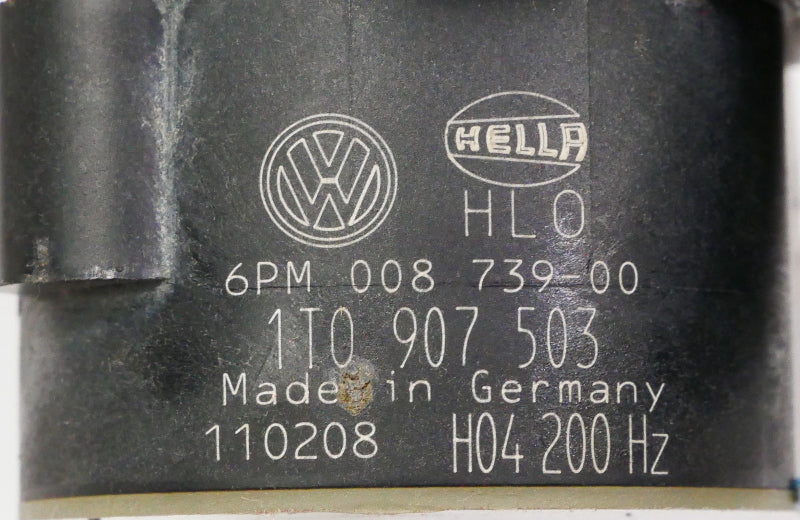 HELLA
HLO
6PM 008 739-00
1T0 907 503
Made in Germany
110208 H04 200 Hz